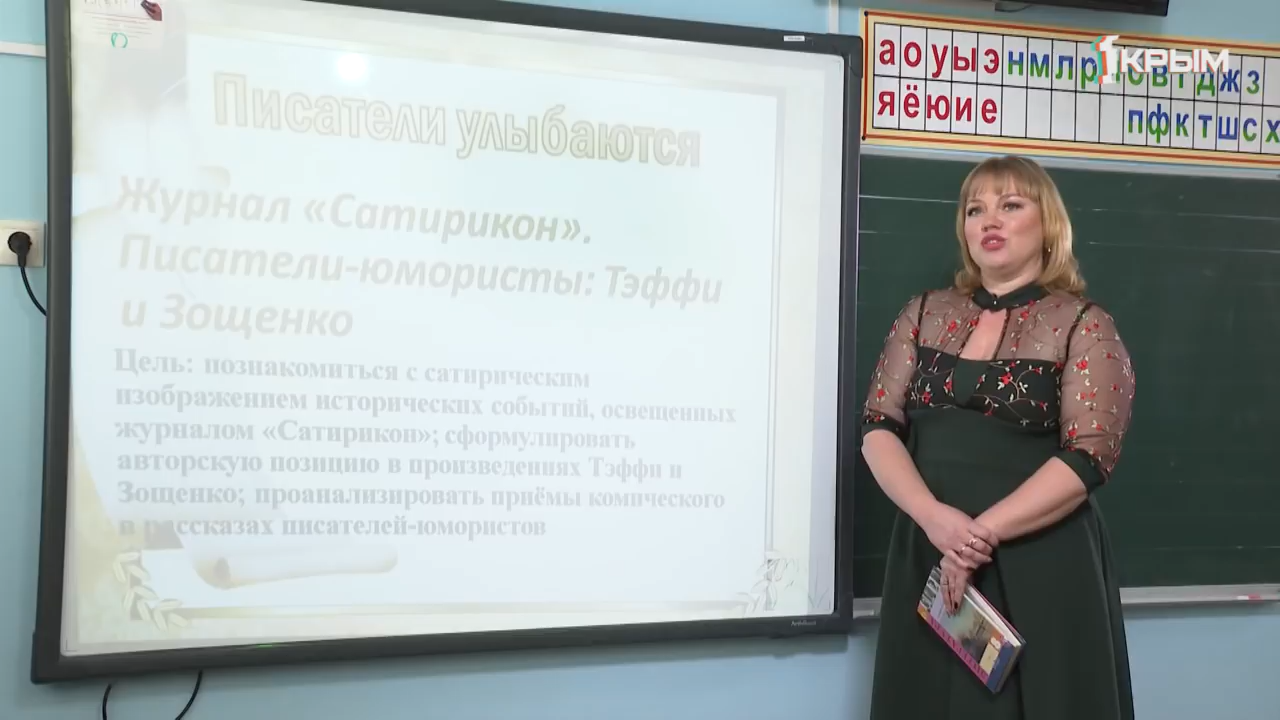 Писатели улыбаются
Журнал «Сатирикон».
Писатели-юмористы: Тэффи
и Зощенко
Цель: познакомиться с сатирическим
изображением исторических событий, освещенных
журналом «Сатирикон»; сформулировать
авторскую позицию в произведениях Тэффи и
Зощенко; проанализировать приёмы комического
в рассказах писателей-юмористов
а о у ы э н м л р г д ж з
я ё ю и е п ф к т ш с х
1 КРЫМ